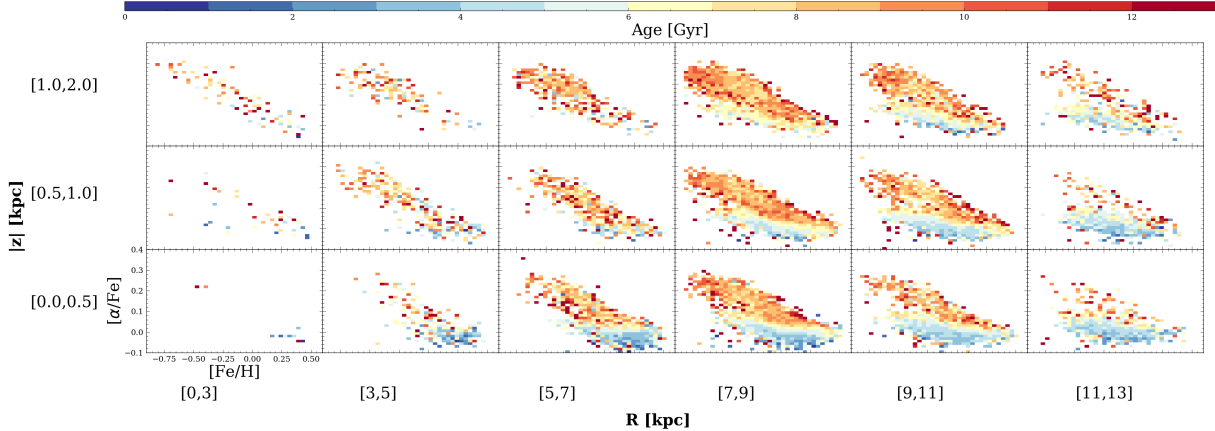 0 2 4 6 8 10 12
Age [Gyr]
[1.0,2.0]
[0.5,1.0]
[0.0,0.5]
|z| [kpc]
0.4
0.3
0.2
0.1
0.0
−0.1
[α/Fe]
−0.75 −0.50 −0.25 0.00 0.25 0.50
[Fe/H]
[0,3] [3,5] [5,7] [7,9] [9,11] [11,13]
R [kpc]